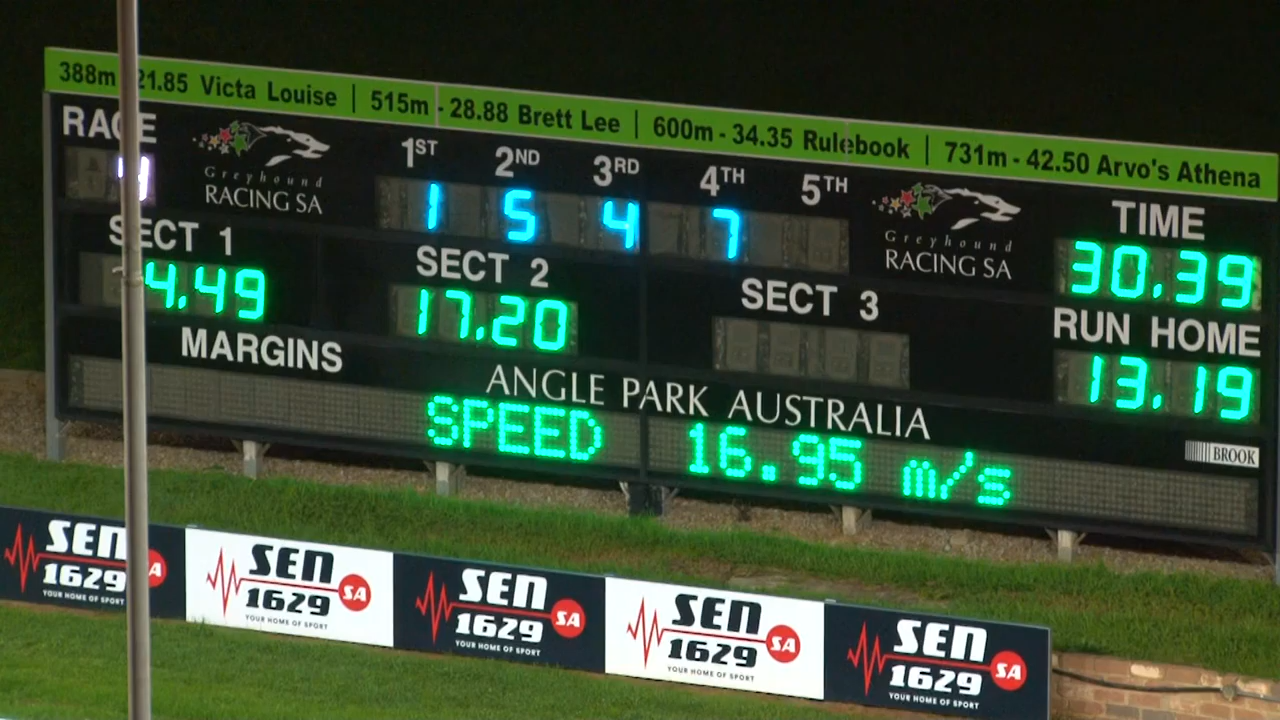 388m 21.85 Victa Louise | 515m - 28.88 Brett Lee | 600m - 34.35 Rulebook | 731m - 42.50 Arvo's Athena
RACE
4
Greyhound
RACING SA
1ST 2ND 3RD 4TH 5TH
1 5 4 7
Greyhound
RACING SA
TIME
30.39
SECT 1
4.49
SECT 2
17.20
SECT 3
RUN HOME
13.19
MARGINS
ANGLE PARK AUSTRALIA
SPEED 16.95 m/s
BROOK
SEN
1629
SA
YOUR HOME OF SPORT
SEN
1629
SA
YOUR HOME OF SPORT
SEN
1629
SA
YOUR HOME OF SPORT
SEN
1629
SA
YOUR HOME OF SPORT
SEN
1629
SA
YOUR HOME OF SPORT